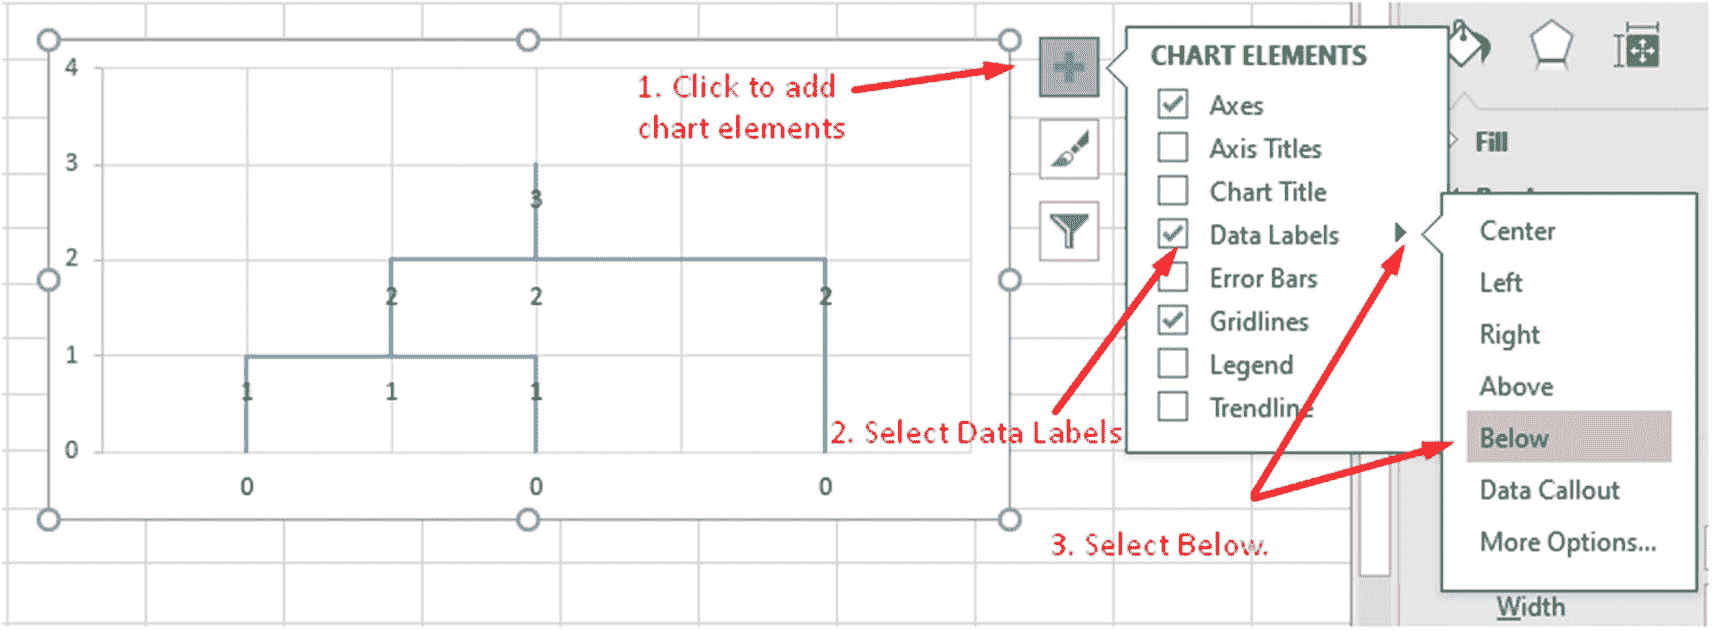 4
3
2
1
0
3
2
2
2
1
1
1
0
0
0
1. Click to add
chart elements
2. Select Data Labels
3. Select Below.
CHART ELEMENTS
Axes
Axis Titles
Chart Title
Data Labels
Error Bars
Gridlines
Legend
Trendline
Fill
Center
Left
Right
Above
Below
Data Callout
More Options...
Width